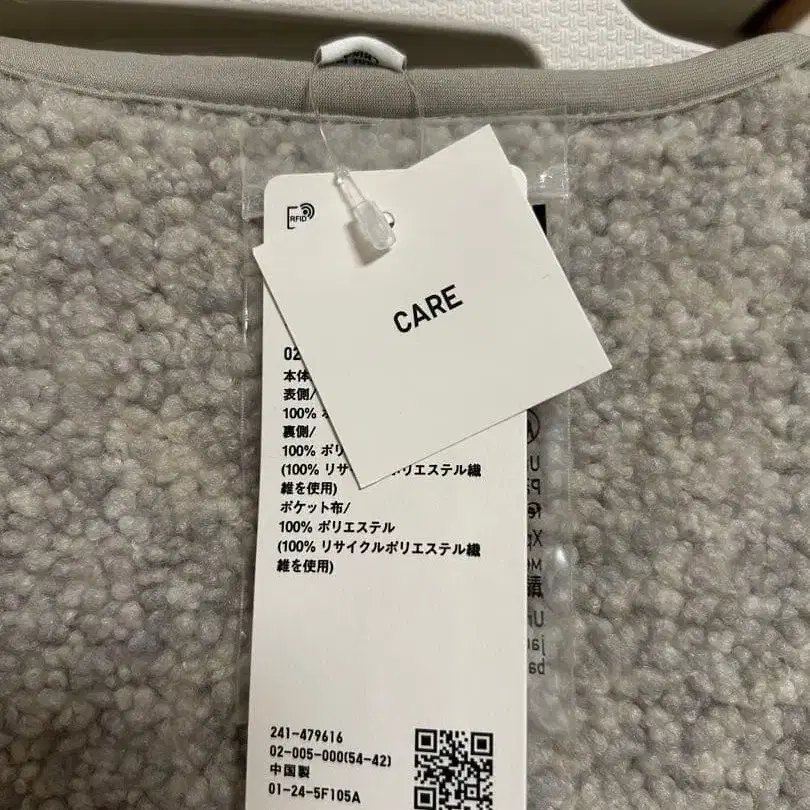 RFID
CARE
02
本体
表側/
100%
裏側/
100% ポリ
(100% リサイ ポリエステル繊
維を使用)
ポケット布/
100% ポリエステル
(100% リサイクルポリエステル繊
維を使用)
241-479616
02-005-000(54-42)
中国製
01-24-5F105A